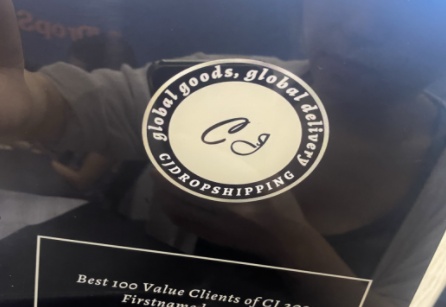 global goods, global delivery
CJ
CJDROPSHIPPING
Best 100 Value Clients of CJ